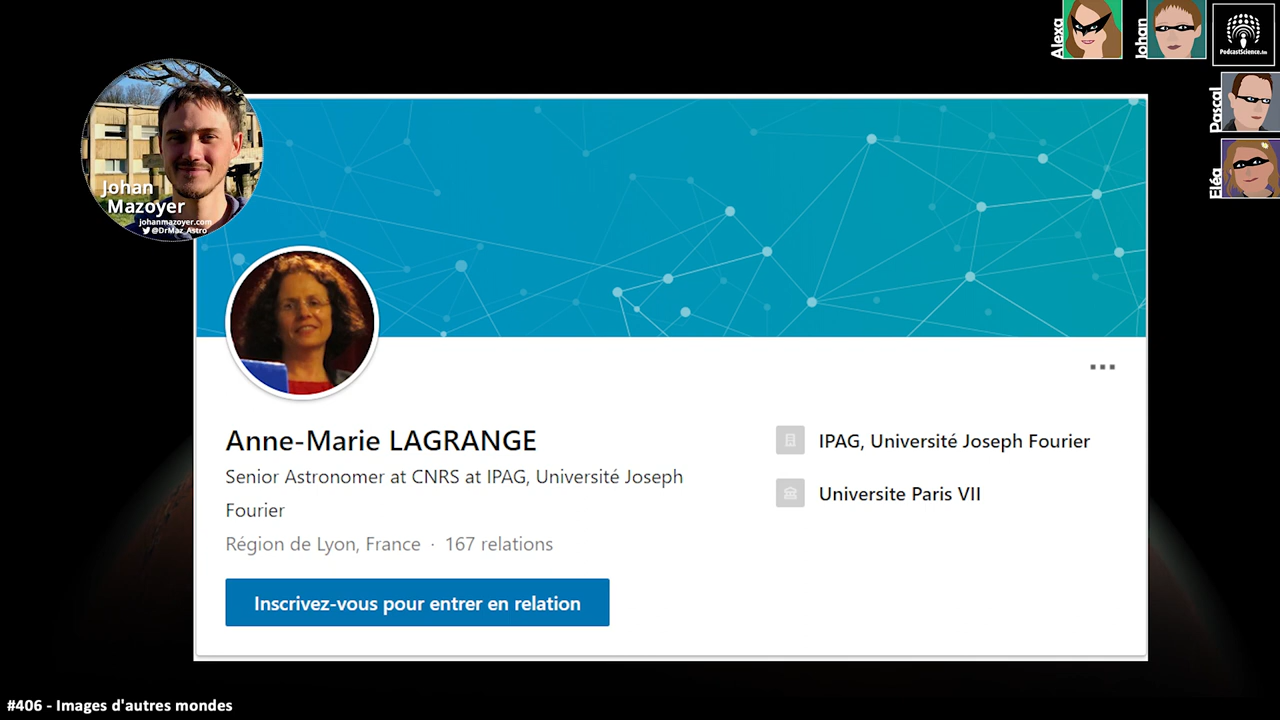 Alexa
Johan
PodcastScience.fm
Pascal
Eléa
Johan
Mazoyer
johanmazoyer.com
@DrMaz_Astro
Anne-Marie LAGRANGE
Senior Astronomer at CNRS at IPAG, Université Joseph
Fourier
Région de Lyon, France · 167 relations
Inscrivez-vous pour entrer en relation
IPAG, Université Joseph Fourier
Universite Paris VII
#406 - Images d'autres mondes